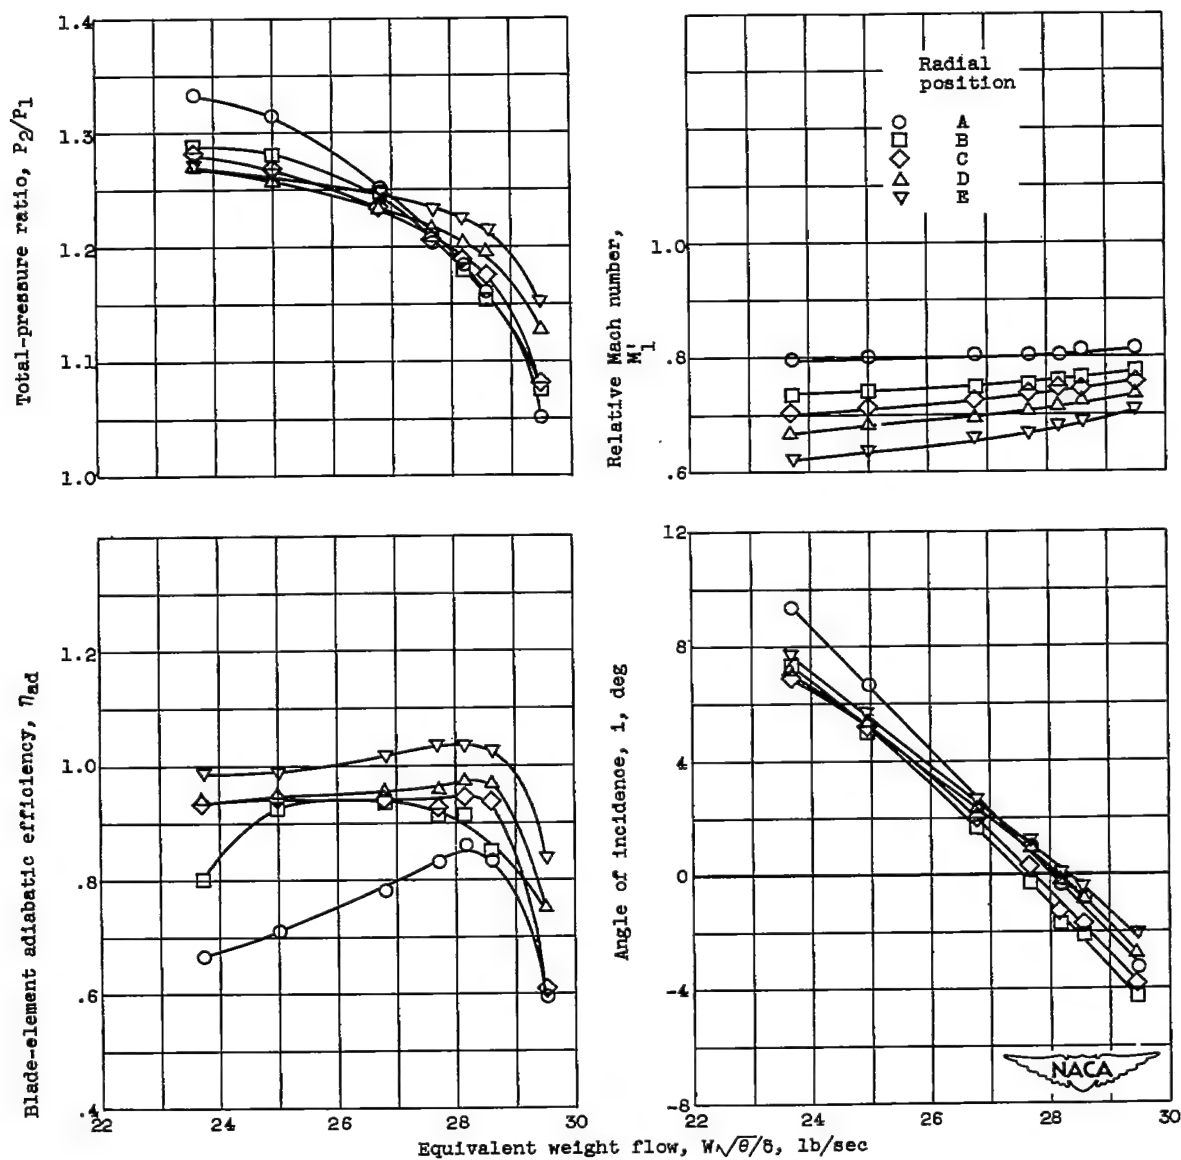 1.4
1.3
1.2
1.1
1.0
Total-pressure ratio, P2/P1
Radial
position
A
B
C
D
E
1.0
.8
.6
Relative Mach number,
M'1
1.2
1.0
.8
.6
.4
22 24 26 28 30
Blade-element adiabatic efficiency, ηad
12
8
4
0
-4
-8
22 24 26 28 30
Angle of incidence, i, deg
NACA
Equivalent weight flow, W√θ/δ, lb/sec